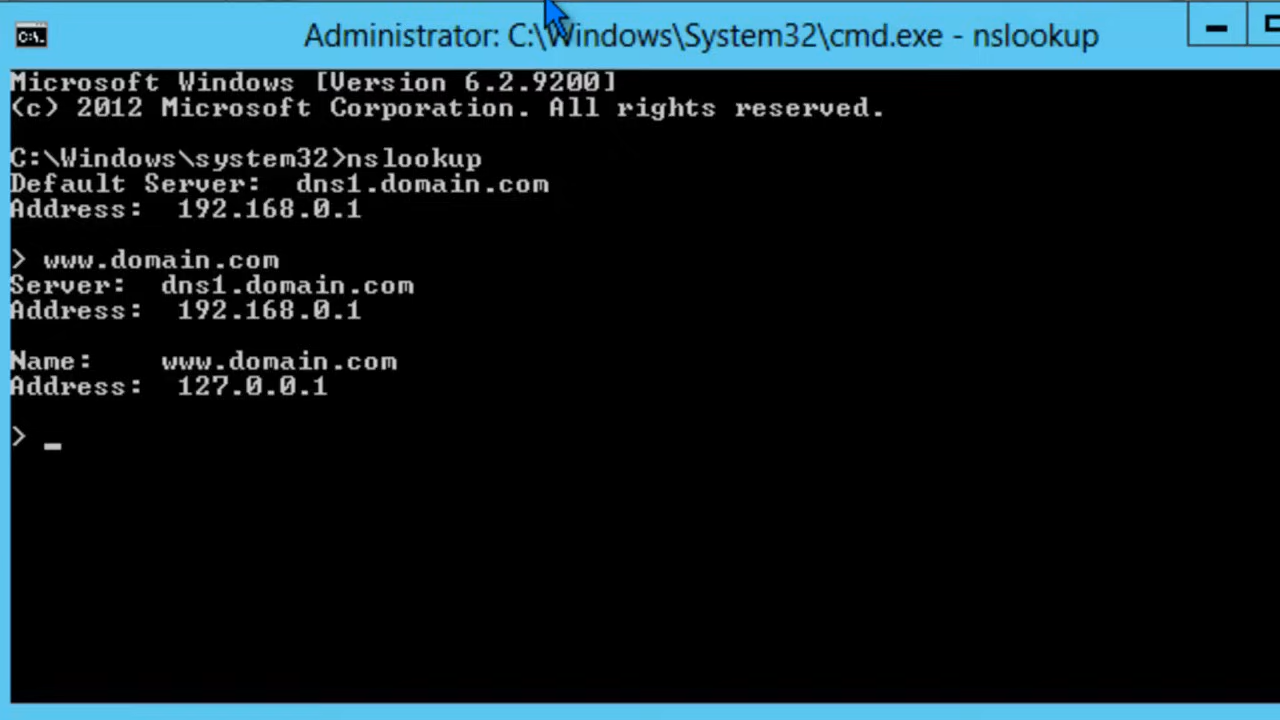 Administrator: C:\Windows\System32\cmd.exe - nslookup
Microsoft Windows [Version 6.2.9200]
(c) 2012 Microsoft Corporation. All rights reserved.
C:\Windows\system32>nslookup
Default Server:  dns1.domain.com
Address:  192.168.0.1
> www.domain.com
Server:  dns1.domain.com
Address:  192.168.0.1
Name:    www.domain.com
Address:  127.0.0.1
> _